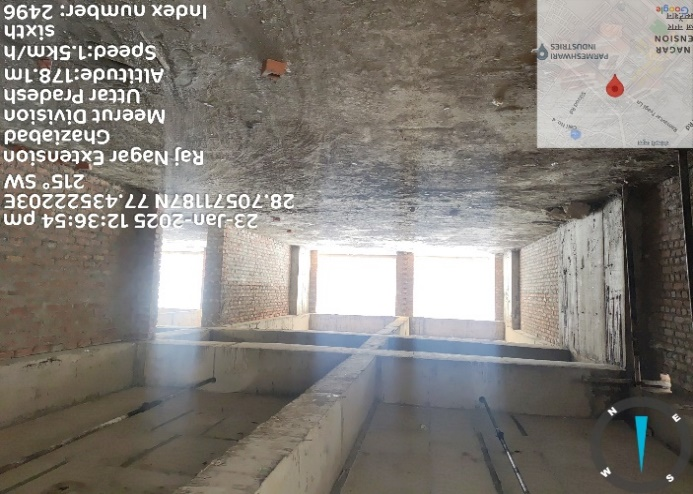 23-Jan-2025 12:36:54 pm
28.70571187N 77.4352203E
215° SW
Raj Nagar Extension
Ghaziabad
Meerut Division
Uttar Pradesh
Altitude:178.1m
Speed:1.5km/h
sixth
Index number: 2496
PARMESHWARI
INDUSTRIES
NAGAR
ENSION
Google
N
E
S
W